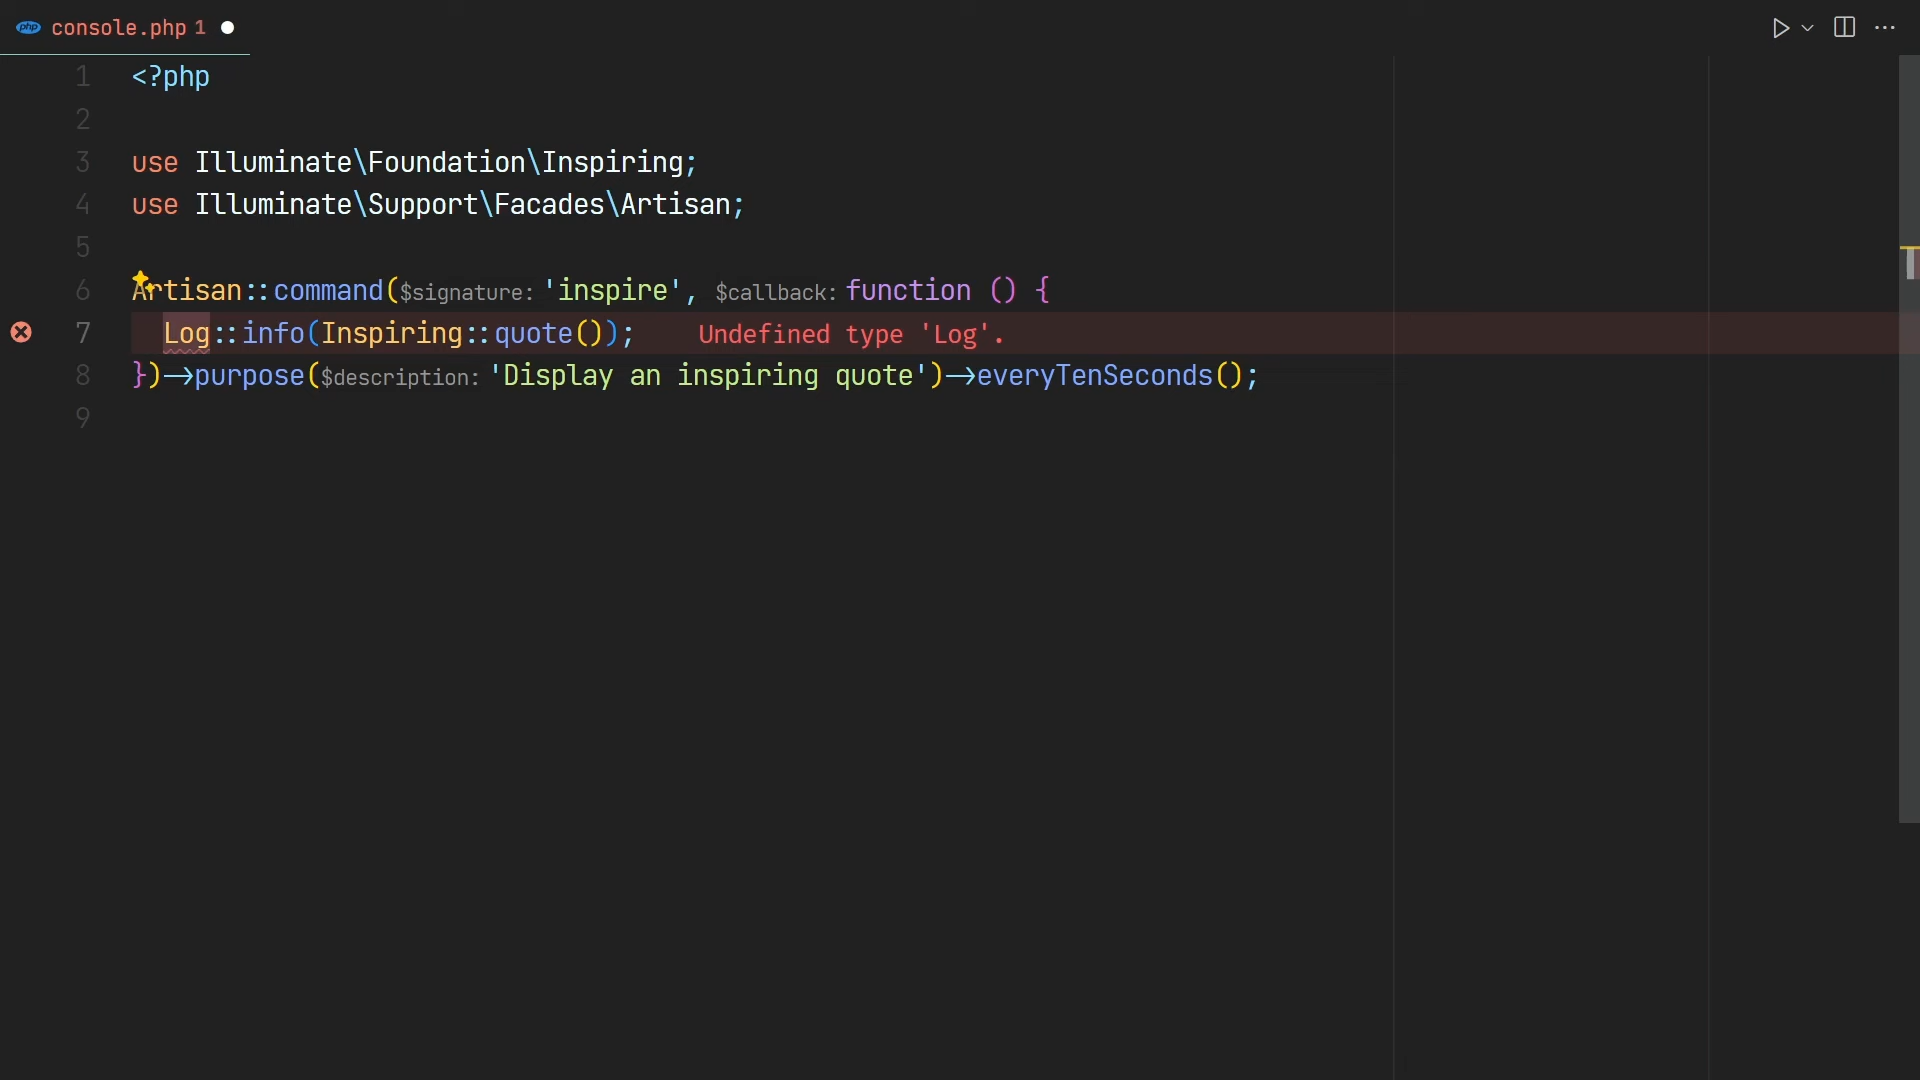 php console.php 1
1 <?php
2
3 use Illuminate\Foundation\Inspiring;
4 use Illuminate\Support\Facades\Artisan;
5
6 Artisan::command($signature: 'inspire', $callback: function () {
7 Log::info(Inspiring::quote()); Undefined type 'Log'.
8 })->purpose($description: 'Display an inspiring quote')->everyTenSeconds();
9